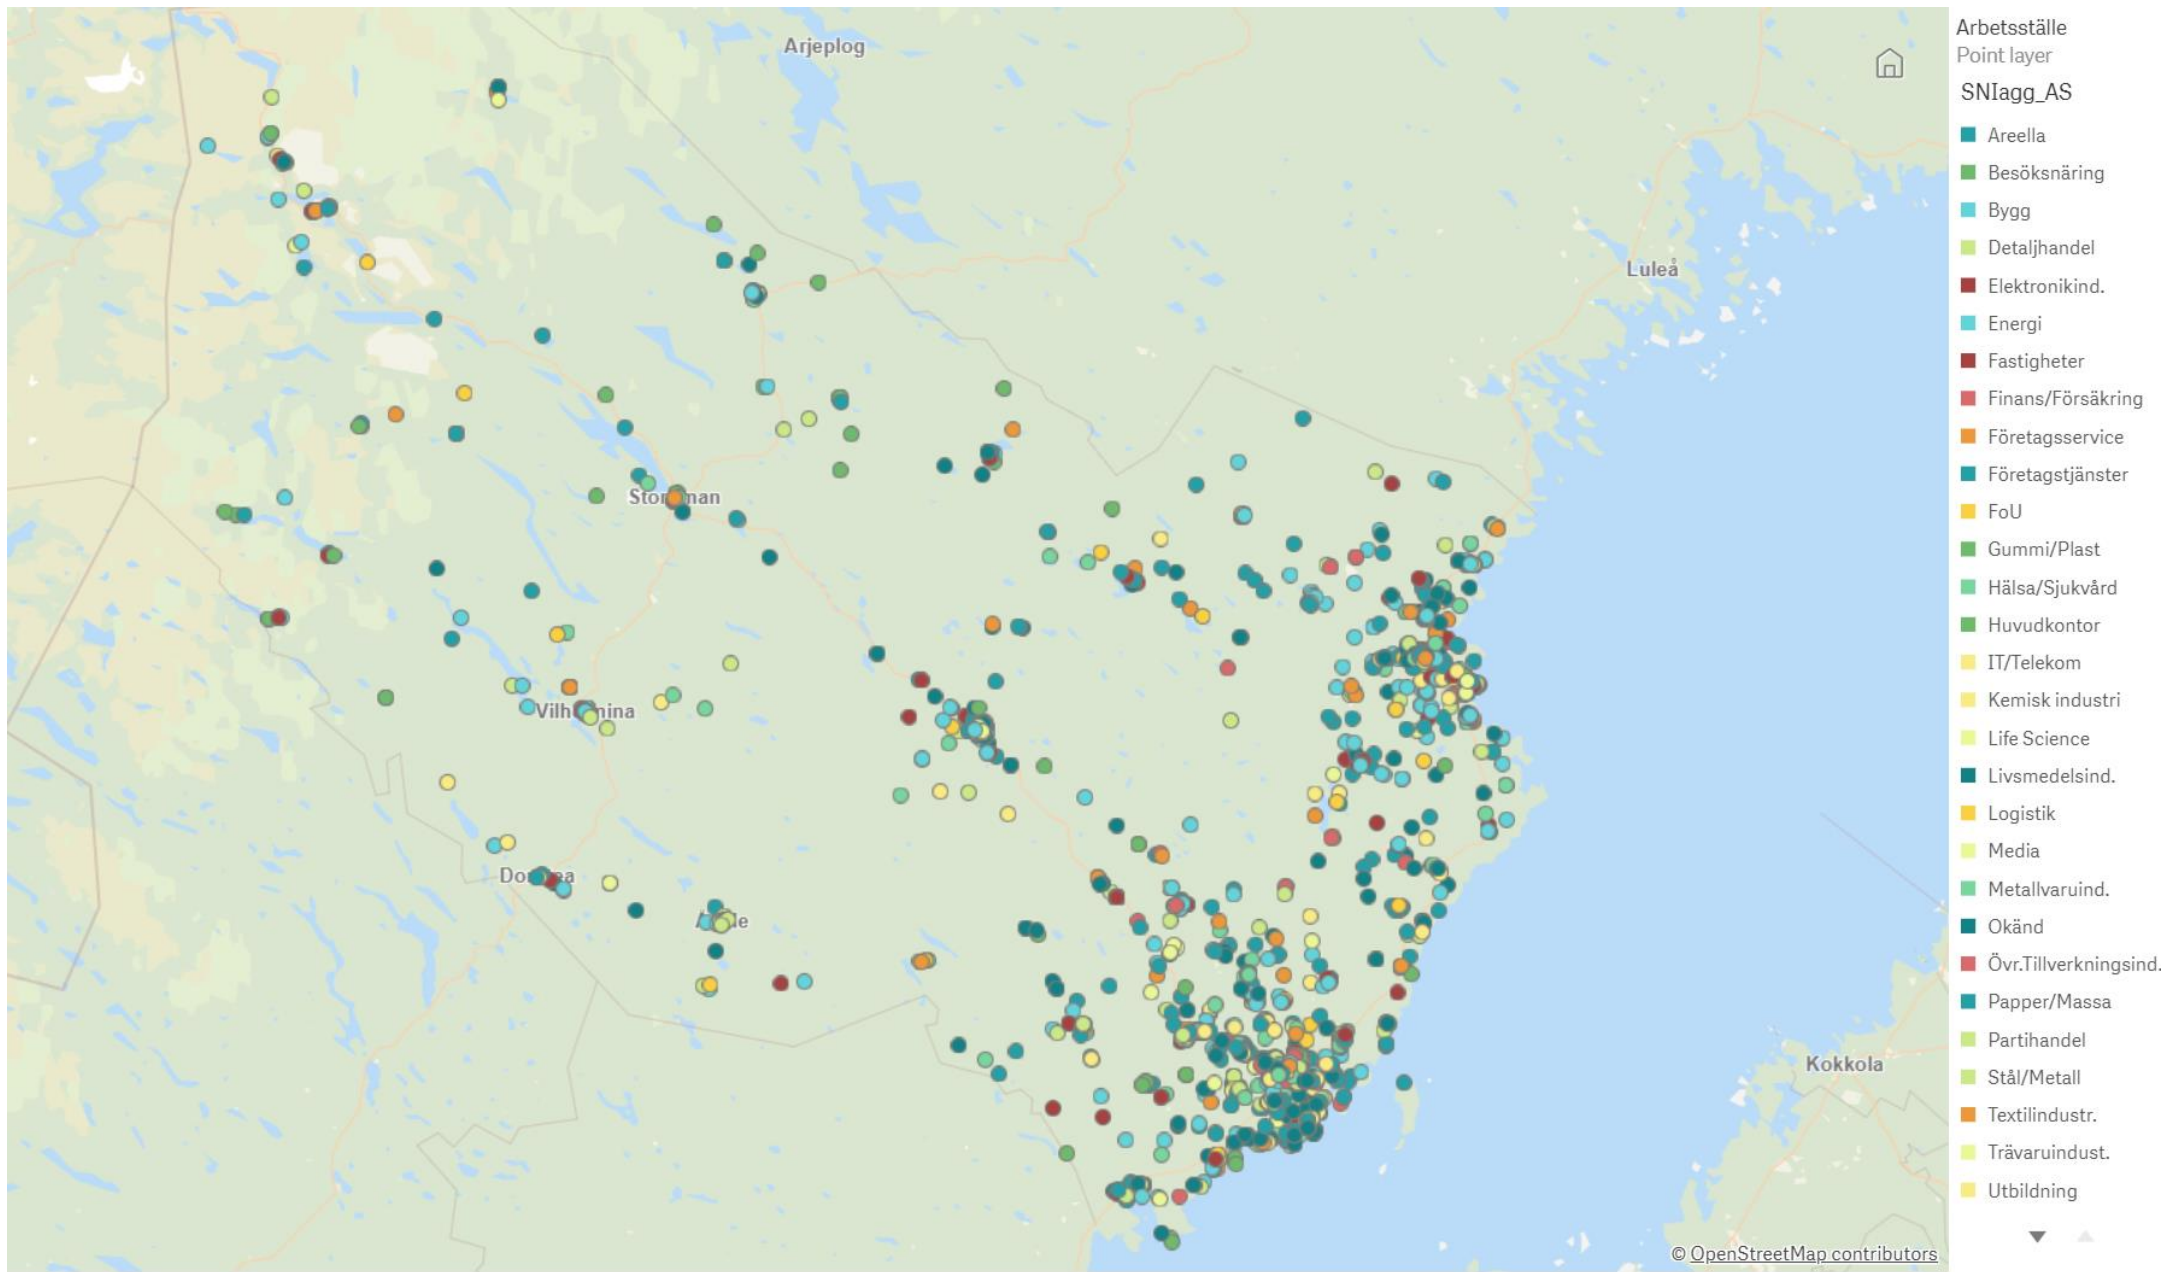 Arjeplog
Luleå
Kokkola
© OpenStreetMap contributors
Arbetsställe
Point layer
SNIagg_AS
Areella
Besöksnäring
Bygg
Detaljhandel
Elektronikind.
Energi
Fastigheter
Finans/Försäkring
Företagsservice
Företagstjänster
FoU
Gummi/Plast
Hälsa/Sjukvård
Huvudkontor
IT/Telekom
Kemisk industri
Life Science
Livsmedelsind.
Logistik
Media
Metallvaruind.
Okänd
Övr.Tillverkningsind.
Papper/Massa
Partihandel
Stål/Metall
Textilindustr.
Trävaruindust.
Utbildning